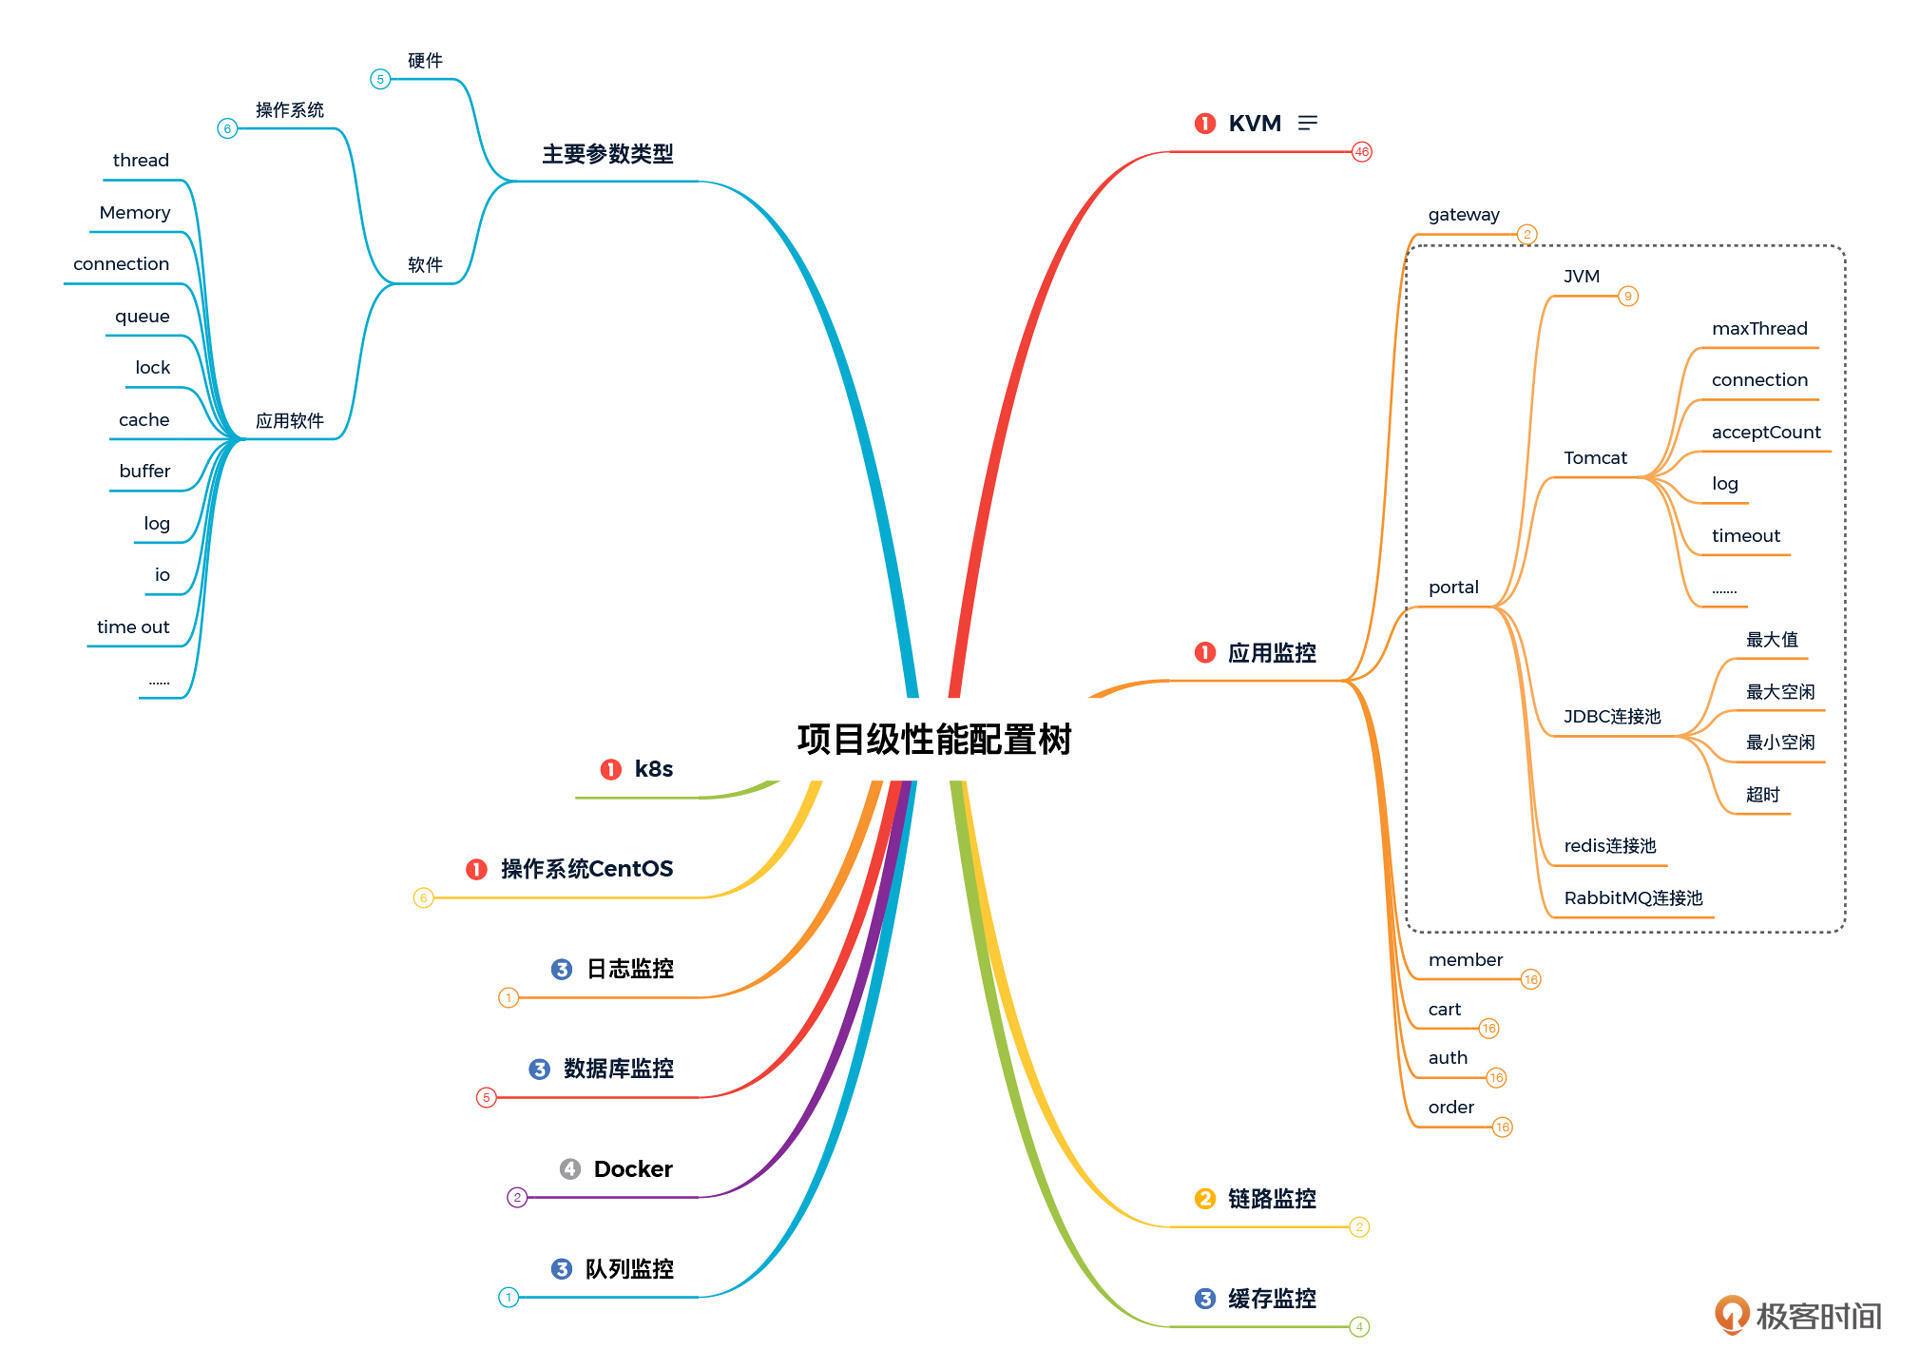 硬件
5
操作系统
6
主要参数类型
软件
thread
Memory
connection
queue
lock
cache
buffer
log
io
time out
......
应用软件
1 KVM
46
gateway
2
JVM
9
maxThread
connection
acceptCount
Tomcat
log
timeout
.......
portal
1 应用监控
最大值
最大空闲
JDBC连接池
最小空闲
超时
redis连接池
RabbitMQ连接池
member
16
cart
16
auth
16
order
16
项目级性能配置树
1 k8s
1 操作系统CentOS
6
3 日志监控
1
3 数据库监控
5
4 Docker
2
3 队列监控
1
2 链路监控
2
3 缓存监控
4
极客时间